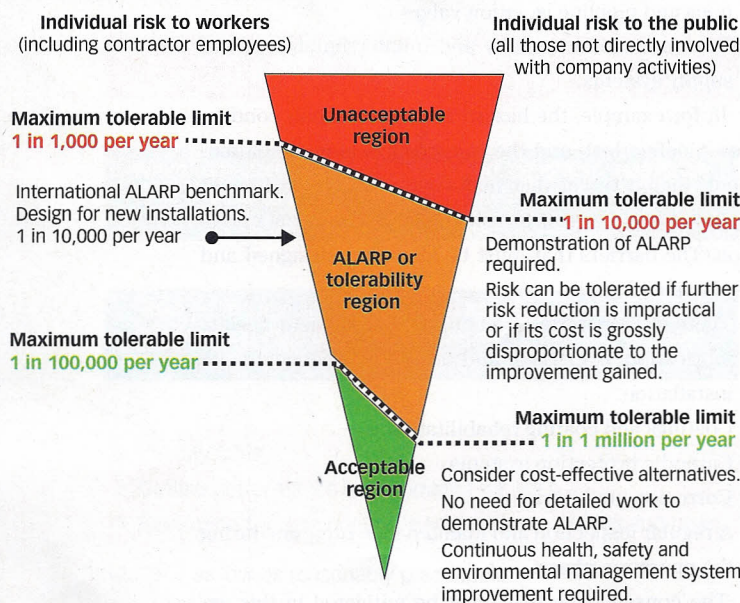 Individual risk to workers
(including contractor employees)
Individual risk to the public
(all those not directly involved
with company activities)
Unacceptable
region
Maximum tolerable limit
1 in 1,000 per year
International ALARP benchmark.
Design for new installations.
1 in 10,000 per year
Maximum tolerable limit
1 in 10,000 per year
Demonstration of ALARP
required.
Risk can be tolerated if further
risk reduction is impractical
or if its cost is grossly
disproportionate to the
improvement gained.
ALARP or
tolerability
region
Maximum tolerable limit
1 in 100,000 per year
Maximum tolerable limit
1 in 1 million per year
Acceptable
region
Consider cost-effective alternatives.
No need for detailed work to
demonstrate ALARP.
Continuous health, safety and
environmental management system
improvement required.